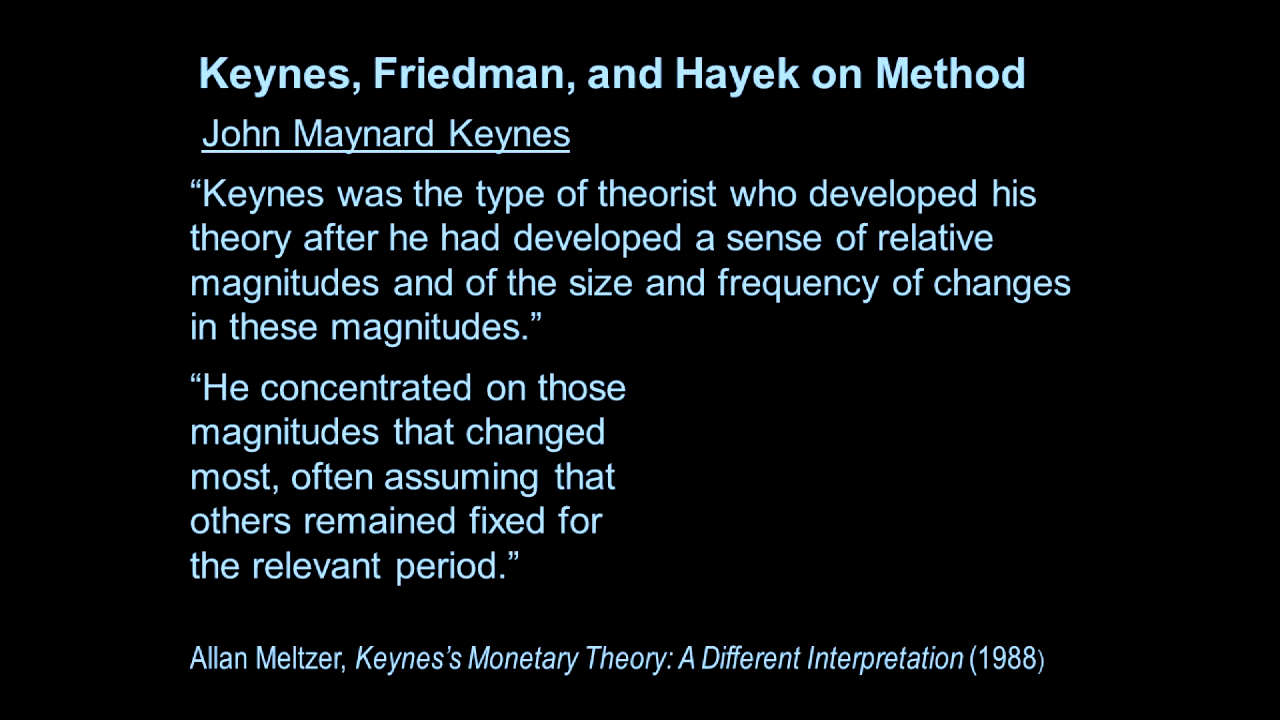 Keynes, Friedman, and Hayek on Method
John Maynard Keynes
“Keynes was the type of theorist who developed his
theory after he had developed a sense of relative
magnitudes and of the size and frequency of changes
in these magnitudes.”
“He concentrated on those
magnitudes that changed
most, often assuming that
others remained fixed for
the relevant period.”
Allan Meltzer, Keynes’s Monetary Theory: A Different Interpretation (1988)